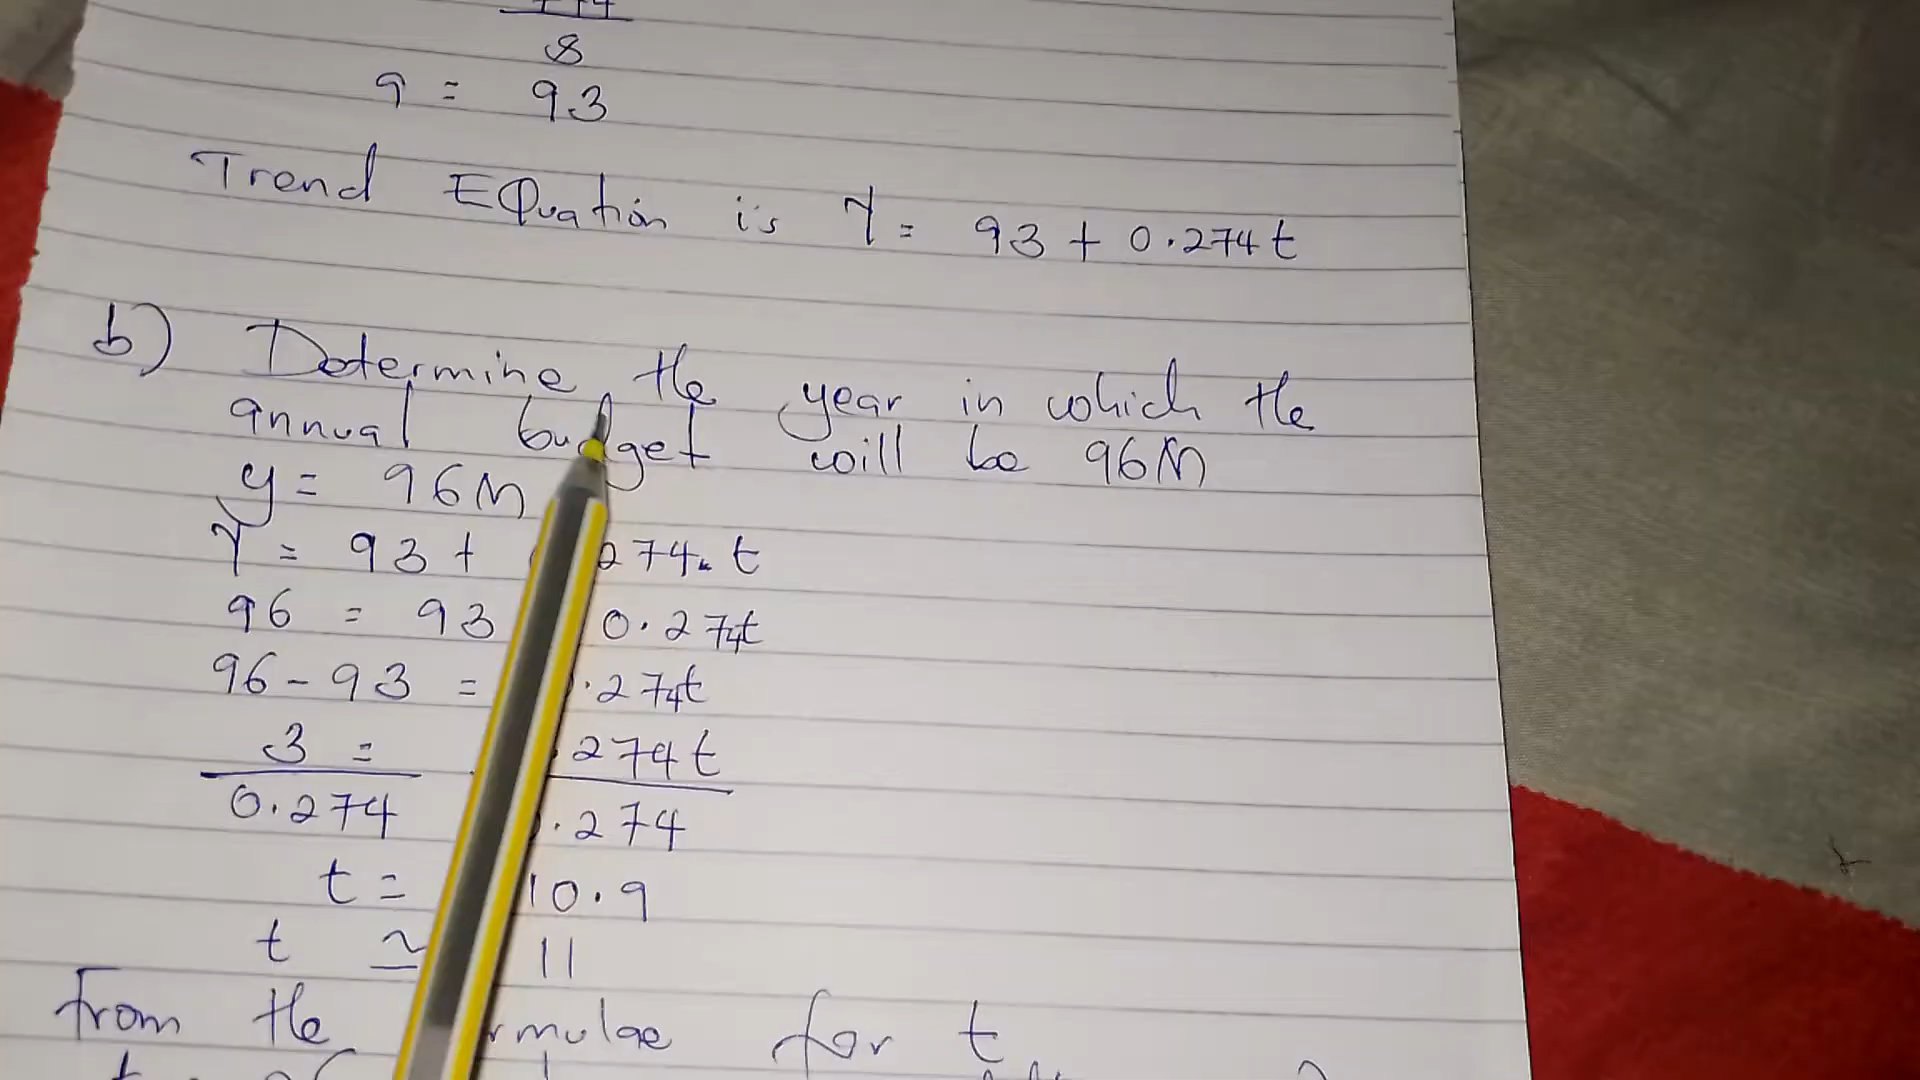 8
a = 93
Trend EQuation is Y = 93 + 0.274t
b) Determine the year in which the
annual budget will be 96M
y = 96M
Y = 93 + 274. t
96 = 93 0.274t
96 - 93 = .274t
3 = .274t
0.274 .274
t = 10.9
t ≃ 11
From the for t